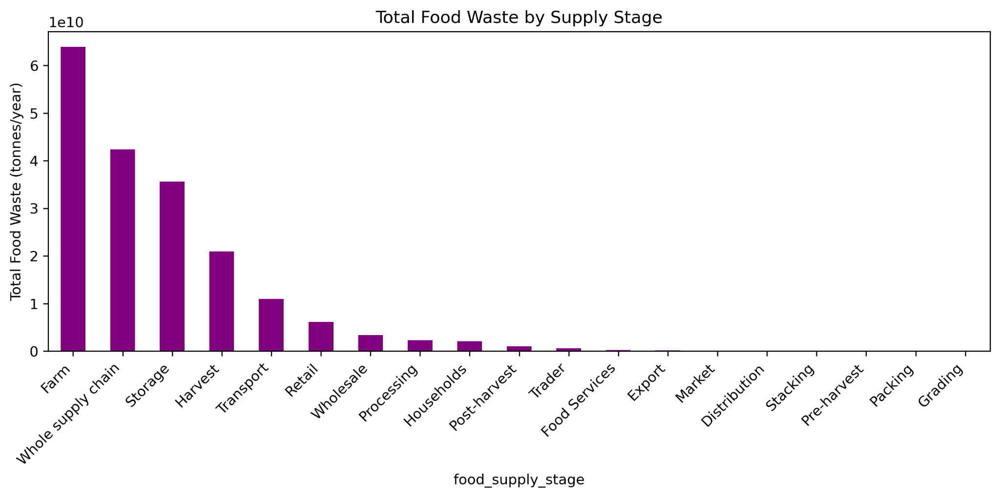 Total Food Waste by Supply Stage
1e10
Total Food Waste (tonnes/year)
6
5
4
3
2
1
0
Farm
Whole supply chain
Storage
Harvest
Transport
Retail
Wholesale
Processing
Households
Post-harvest
Trader
Food Services
Export
Market
Distribution
Stacking
Pre-harvest
Packing
Grading
food_supply_stage